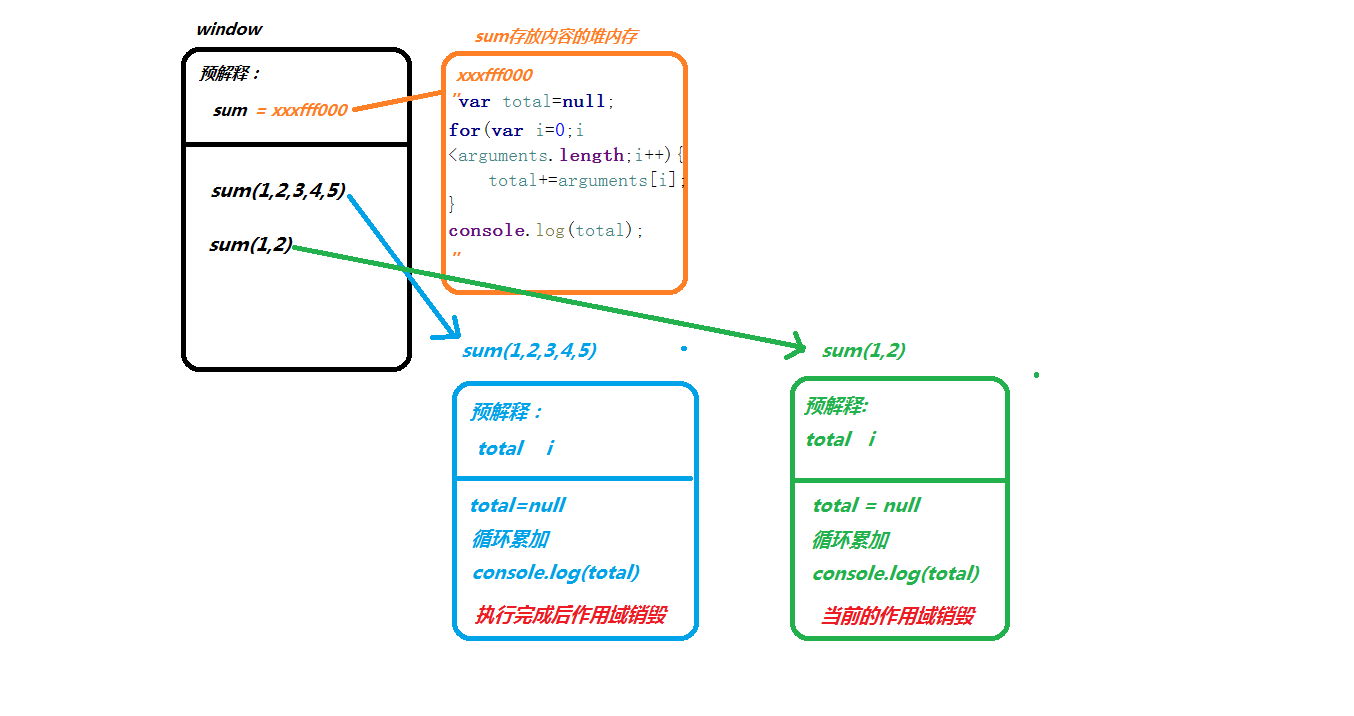 window
预解释：
sum = xxxfff000
sum(1,2,3,4,5)
sum(1,2)
sum存放内容的堆内存
xxxfff000
"var total=null;
for(var i=0;i
<arguments.length;i++){
total+=arguments[i];
}
console.log(total);
"
sum(1,2,3,4,5)
预解释：
total i
total=null
循环累加
console.log(total)
执行完成后作用域销毁
sum(1,2)
预解释:
total i
total = null
循环累加
console.log(total)
当前的作用域销毁